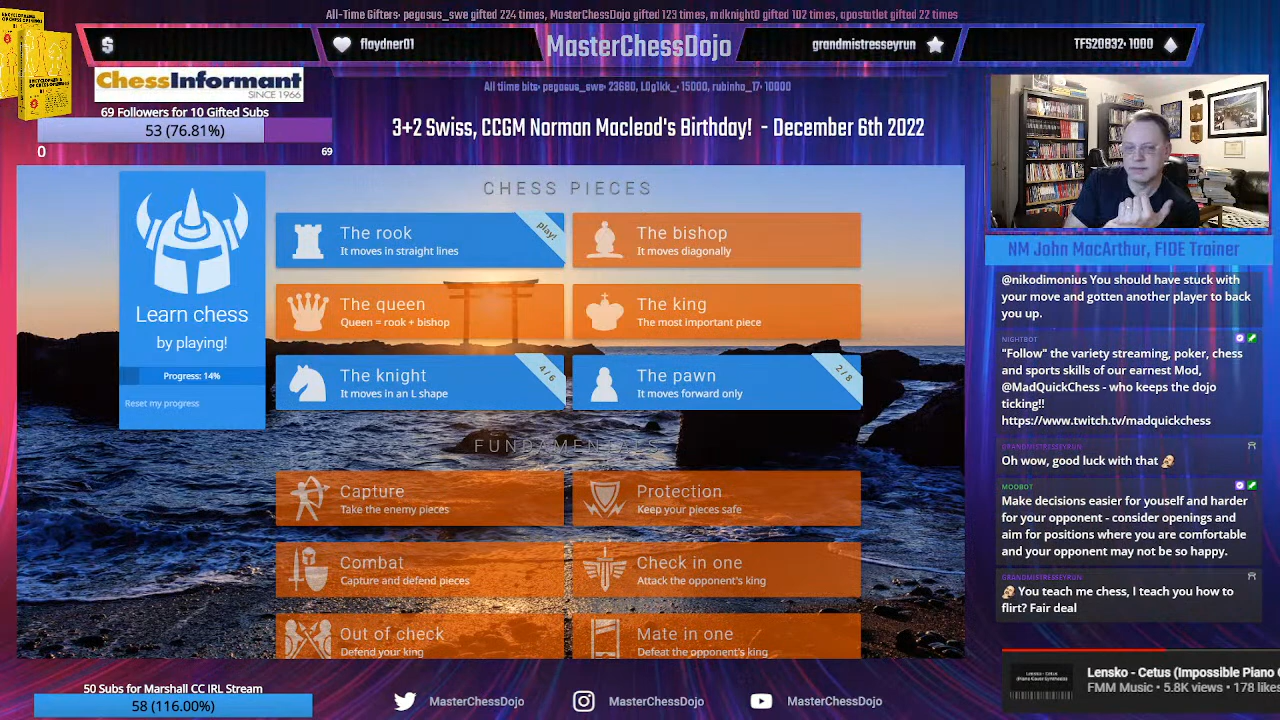 All-Time Gifters: pegasus_swe gifted 224 times, MasterChessDojo gifted 123 times, mdknight0 gifted 102 times, apostutlet gifted 22 times
$
flaydner01
MasterChessDojo
grandmistresseyrun
TFS20832: 1000
ChessInformant
SINCE 1966
All time bits: pegasus_swe: 23680, L0g1kk_: 15000, rubinho_17: 10000
69 Followers for 10 Gifted Subs
53 (76.81%)
0
69
3+2 Swiss, CCGM Norman Macleod's Birthday! - December 6th 2022
CHESS PIECES
Learn chess
by playing!
Progress: 14%
Reset my progress
The rook
It moves in straight lines
play!
The bishop
It moves diagonally
The queen
Queen = rook + bishop
The king
The most important piece
The knight
It moves in an L shape
4/6
The pawn
It moves forward only
2/8
FUNDAMENTALS
Capture
Take the enemy pieces
Protection
Keep your pieces safe
Combat
Capture and defend pieces
Check in one
Attack the opponent's king
Out of check
Defend your king
Mate in one
Defeat the opponent's king
NM John MacArthur, FIDE Trainer
@nikodimonius You should have stuck with
your move and gotten another player to back
you up.
NIGHTBOT
"Follow" the variety streaming, poker, chess
and sports skills of our earnest Mod,
@MadQuickChess - who keeps the dojo
ticking!!
https://www.twitch.tv/madquickchess
GRANDMISTRESSEYRUN
Oh wow, good luck with that
MOOBOT
Make decisions easier for youself and harder
for your opponent - consider openings and
aim for positions where you are comfortable
and your opponent may not be so happy.
GRANDMISTRESSEYRUN
You teach me chess, I teach you how to
flirt? Fair deal
50 Subs for Marshall CC IRL Stream
58 (116.00%)
MasterChessDojo
MasterChessDojo
MasterChessDojo
Lensko - Cetus (Impossible Piano
FMM Music • 5.8K views • 178 likes